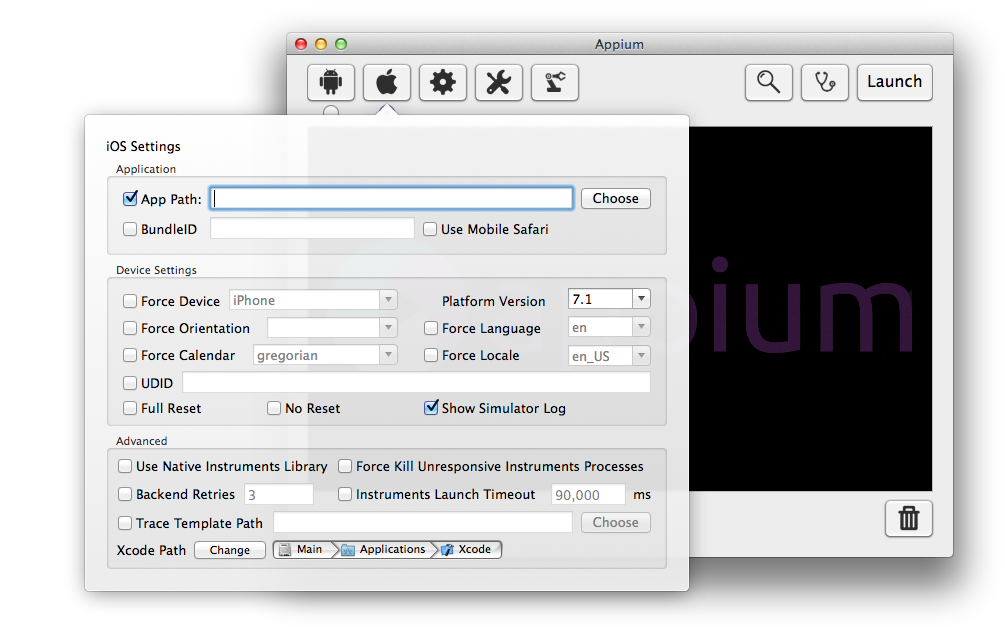 Appium
Launch
iOS Settings
Application
App Path: Choose
BundleID Use Mobile Safari
Device Settings
Force Device iPhone Platform Version 7.1
Force Orientation Force Language en
Force Calendar gregorian Force Locale en_US
UDID
Full Reset No Reset Show Simulator Log
Advanced
Use Native Instruments Library Force Kill Unresponsive Instruments Processes
Backend Retries 3 Instruments Launch Timeout 90,000 ms
Trace Template Path Choose
Xcode Path Change Main Applications Xcode
pium